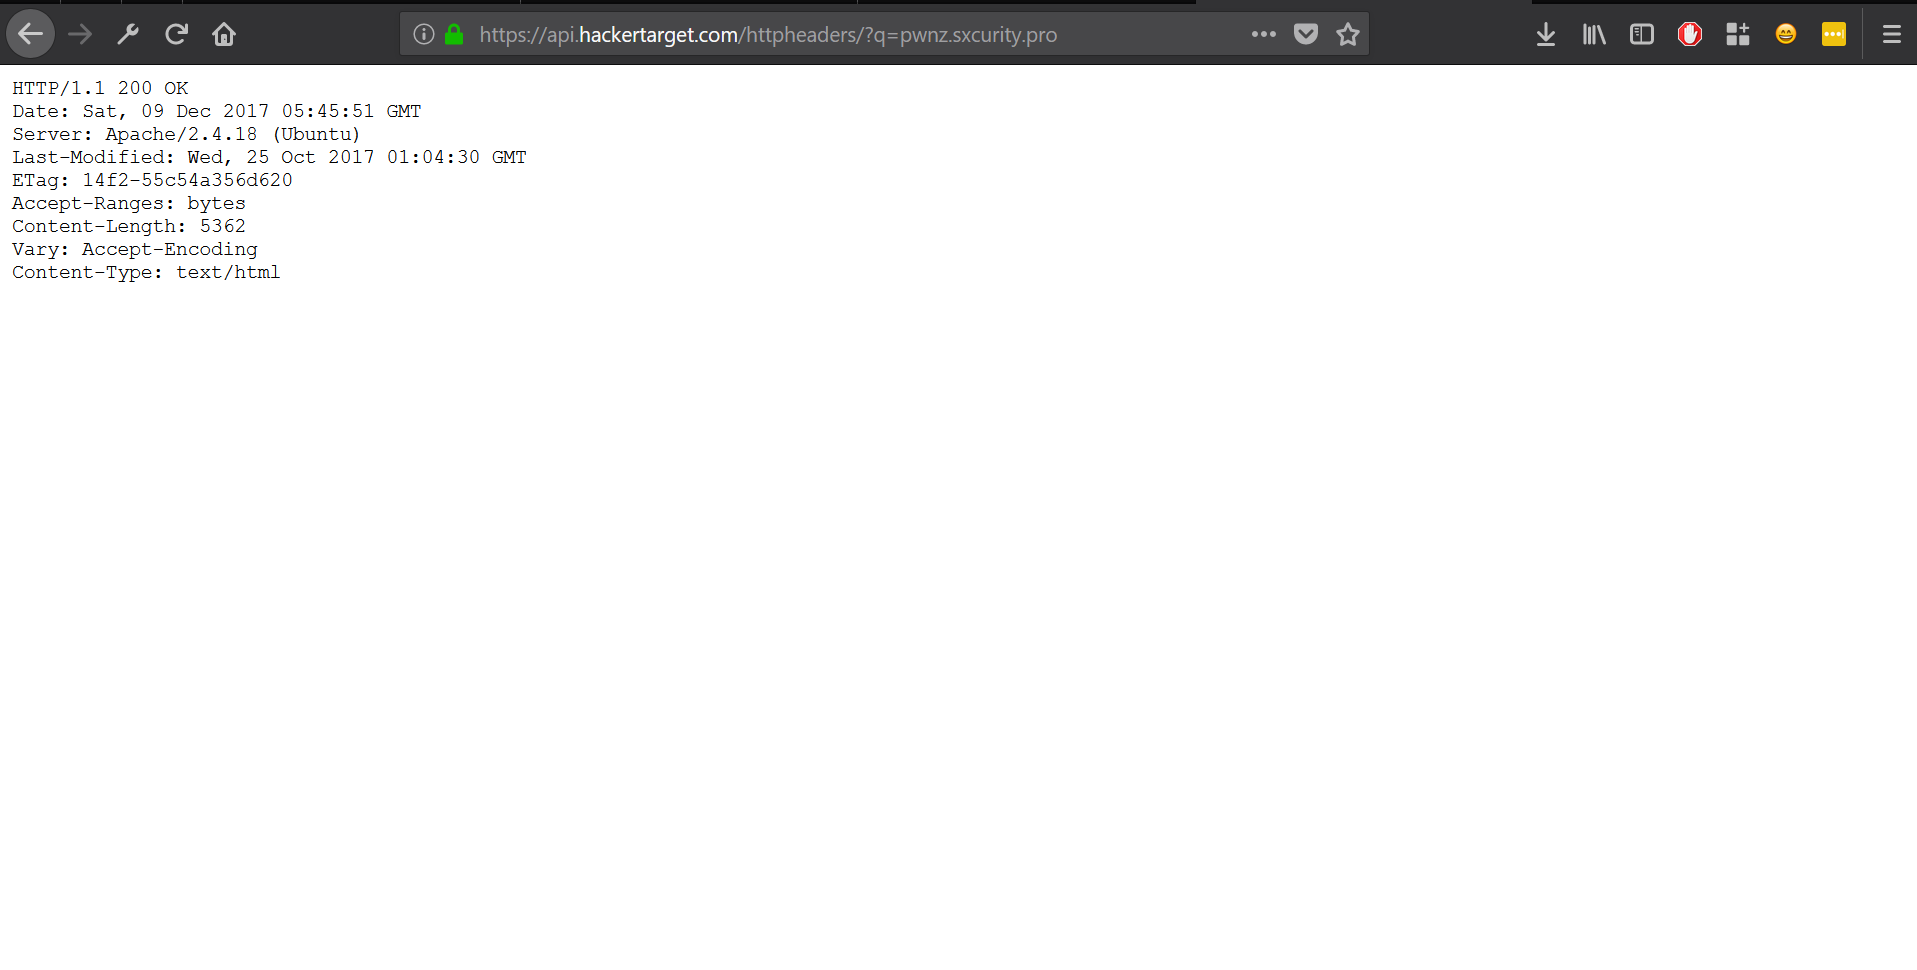 https://api.hackertarget.com/httpheaders/?q=pwnz.sxcurity.pro
HTTP/1.1 200 OK
Date: Sat, 09 Dec 2017 05:45:51 GMT
Server: Apache/2.4.18 (Ubuntu)
Last-Modified: Wed, 25 Oct 2017 01:04:30 GMT
ETag: 14f2-55c54a356d620
Accept-Ranges: bytes
Content-Length: 5362
Vary: Accept-Encoding
Content-Type: text/html